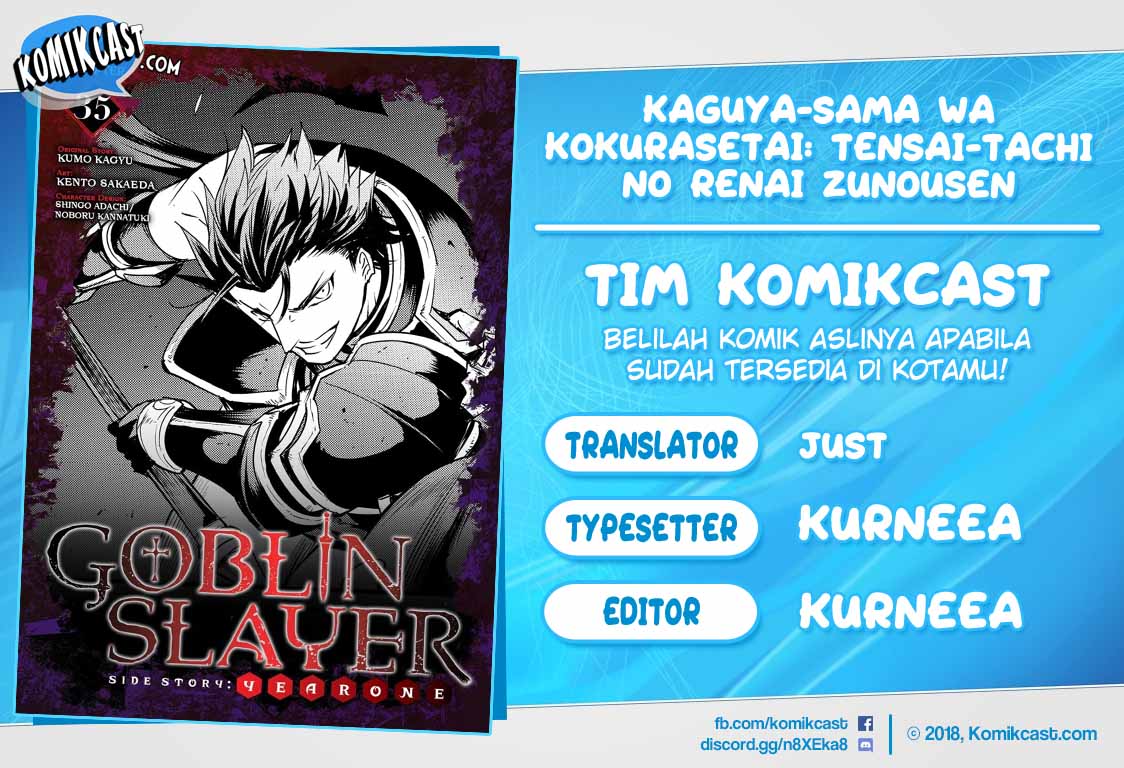 KOMIKCAST
.COM
35
ORIGINAL STORY:
KUMO KAGYU
ART:
KENTO SAKAEDA
CHARACTER DESIGN:
SHINGO ADACHI/
NOBORU KANNATUKI
GOBLIN
SLAYER
SIDE STORY: YEAR ONE
KAGUYA-SAMA WA
KOKURASETAI: TENSAI-TACHI
NO RENAI ZUNOUSEN
TIM KOMIKCAST
BELILAH KOMIK ASLINYA APABILA
SUDAH TERSEDIA DI KOTAMU!
TRANSLATOR JUST
TYPESETTER KURNEEA
EDITOR KURNEEA
fb.com/komikcast
discord.gg/n8XEka8
© 2018, Komikcast.com